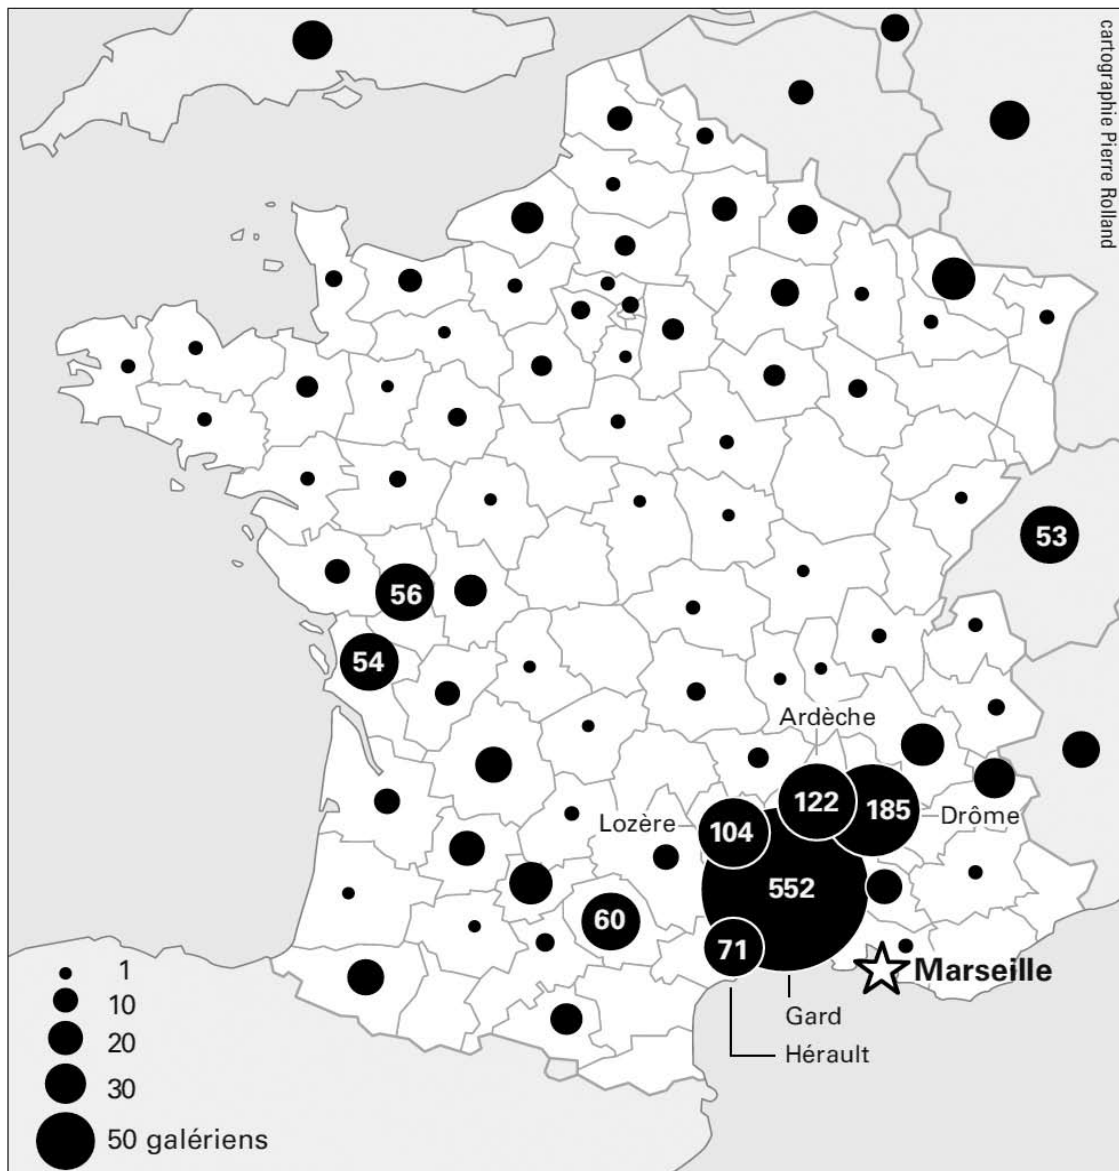 cartographie Pierre Rolland
53
56
54
Ardèche
122
185
Drôme
Lozère
104
552
60
71
Marseille
Gard
Hérault
1
10
20
30
50 galériens